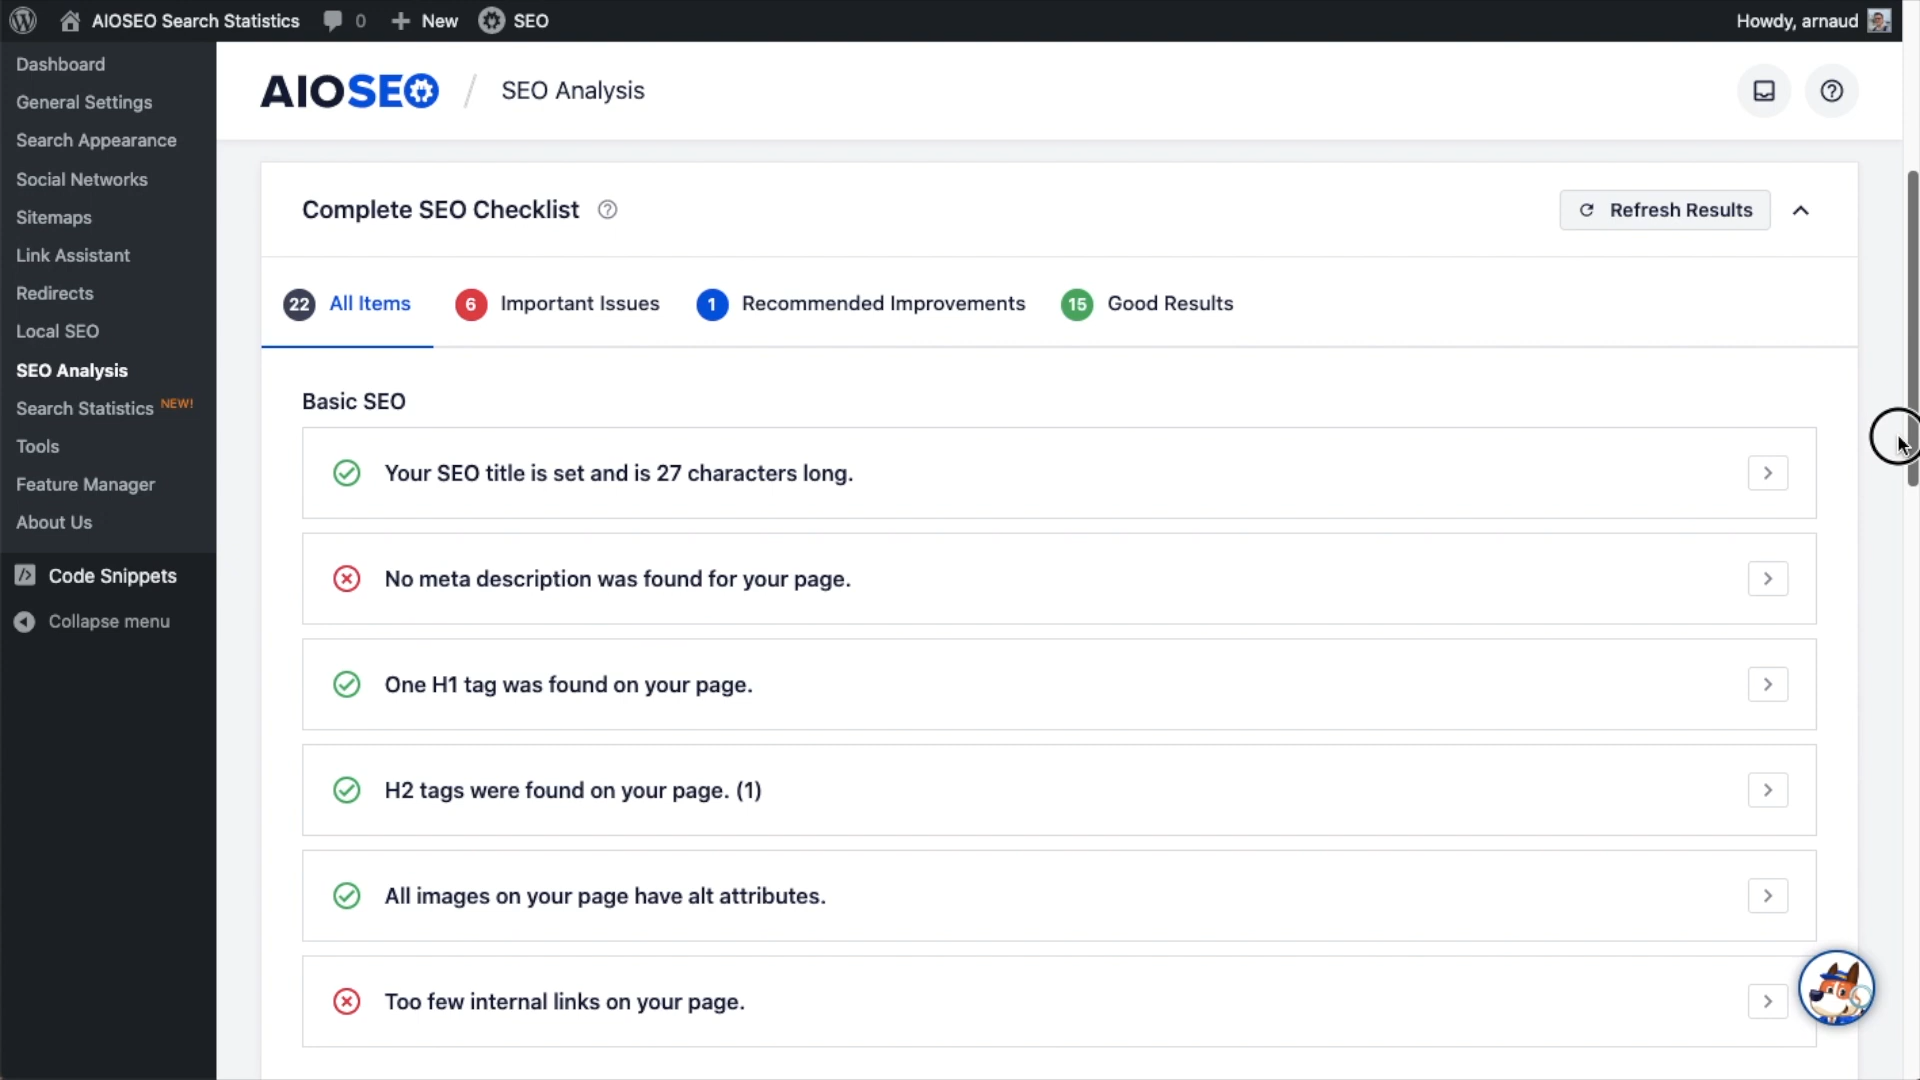 AIOSEO Search Statistics 0 New SEO Howdy, arnaud
Dashboard
General Settings
Search Appearance
Social Networks
Sitemaps
Link Assistant
Redirects
Local SEO
SEO Analysis
Search Statistics NEW!
Tools
Feature Manager
About Us
Code Snippets
Collapse menu
AIOSEO / SEO Analysis
Complete SEO Checklist
Refresh Results
22 All Items 6 Important Issues 1 Recommended Improvements 15 Good Results
Basic SEO
Your SEO title is set and is 27 characters long.
No meta description was found for your page.
One H1 tag was found on your page.
H2 tags were found on your page. (1)
All images on your page have alt attributes.
Too few internal links on your page.